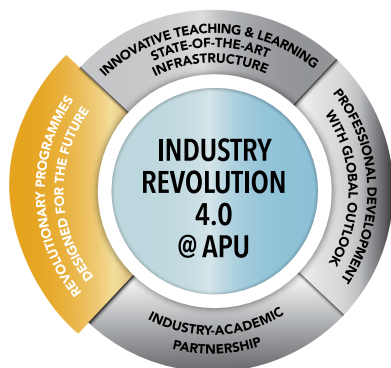 INNOVATIVE TEACHING & LEARNING
STATE-OF-THE-ART
INFRASTRUCTURE
PROFESSIONAL DEVELOPMENT
WITH GLOBAL OUTLOOK
INDUSTRY-ACADEMIC
PARTNERSHIP
REVOLUTIONARY PROGRAMMES
DESIGNED FOR THE FUTURE
INDUSTRY
REVOLUTION
4.0
@ APU